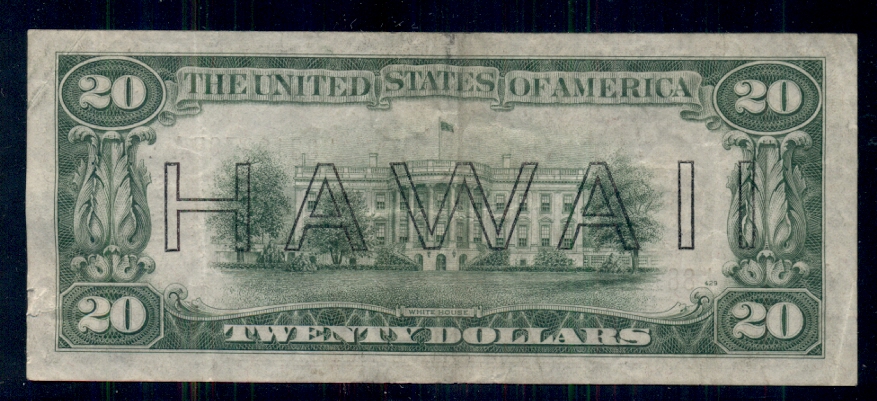 20 THE UNITED STATES OF AMERICA 20
HAWAII
WHITE HOUSE
20 TWENTY DOLLARS 20